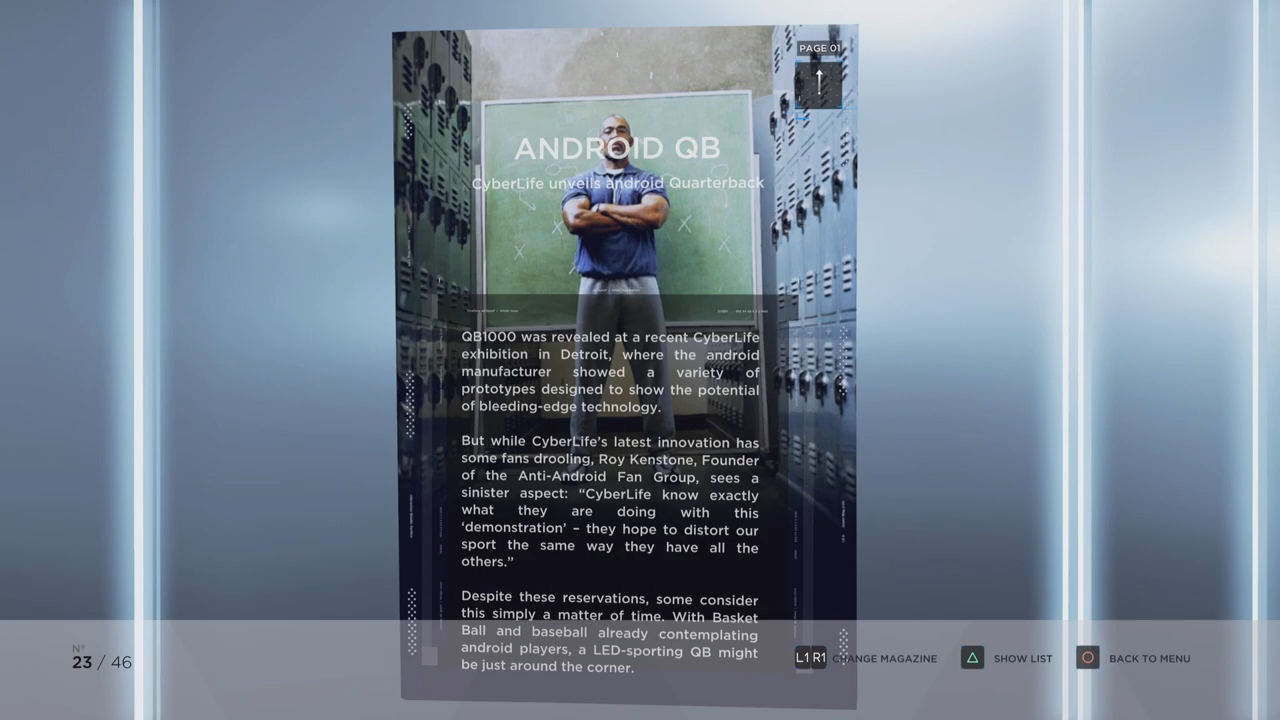 PAGE 01
ANDROID QB
CyberLife unveils android Quarterback
QB1000 was revealed at a recent CyberLife
exhibition in Detroit, where the android
manufacturer showed a variety of
prototypes designed to show the potential
of bleeding-edge technology.
But while CyberLife's latest innovation has
some fans drooling, Roy Kenstone, Founder
of the Anti-Android Fan Group, sees a
sinister aspect: “CyberLife know exactly
what they are doing with this
‘demonstration’ – they hope to distort our
sport the same way they have all the
others.”
Despite these reservations, some consider
this simply a matter of time. With Basket
Ball and baseball already contemplating
android players, a LED-sporting QB might
be just around the corner.
N°
23 / 46
L1 R1 CHANGE MAGAZINE
SHOW LIST
BACK TO MENU